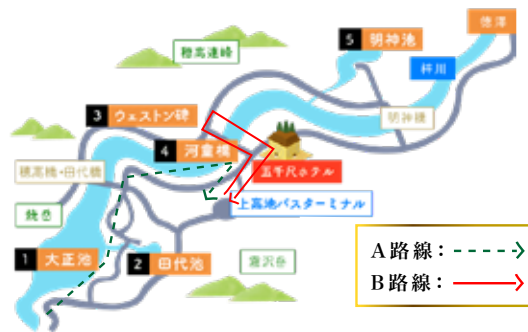 徳澤
5 明神池
穂高連峰
梓川
3 ウェストン碑
明神橋
4 河童橋
穂高橋・田代橋
五千尺ホテル
上高地バスターミナル
焼岳
1 大正池
2 田代池
霞沢岳
A路線：
B路線：